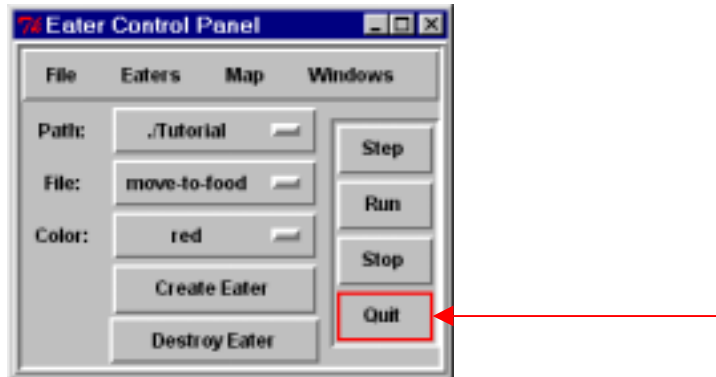 Eater Control Panel
File Eaters Map Windows
Path: ./Tutorial
Step
File: move-to-food
Run
Color: red
Stop
Create Eater
Quit
Destroy Eater